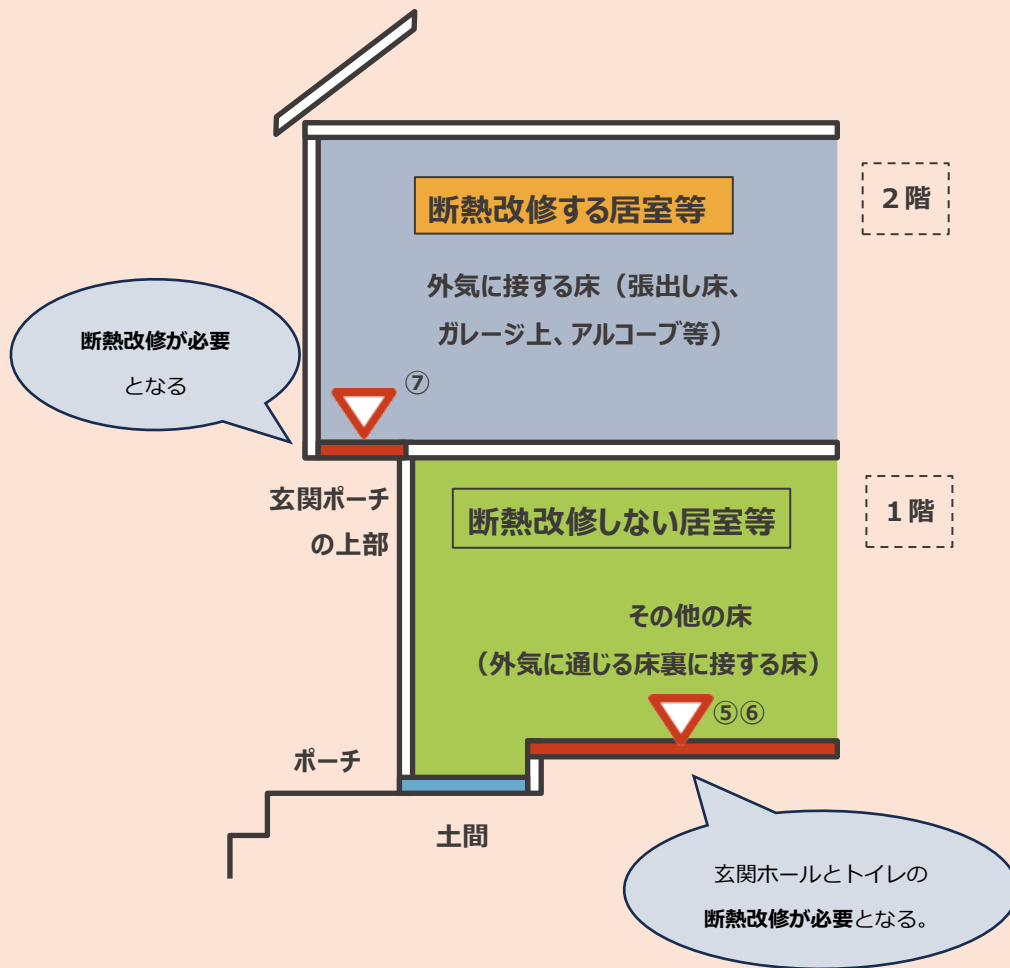 断熱改修する居室等
2階
外気に接する床（張出し床、
ガレージ上、アルコーブ等）
断熱改修が必要
となる
⑦
玄関ポーチ
の上部
断熱改修しない居室等
1階
その他の床
（外気に通じる床裏に接する床）
⑤⑥
ポーチ
土間
玄関ホールとトイレの
断熱改修が必要となる。